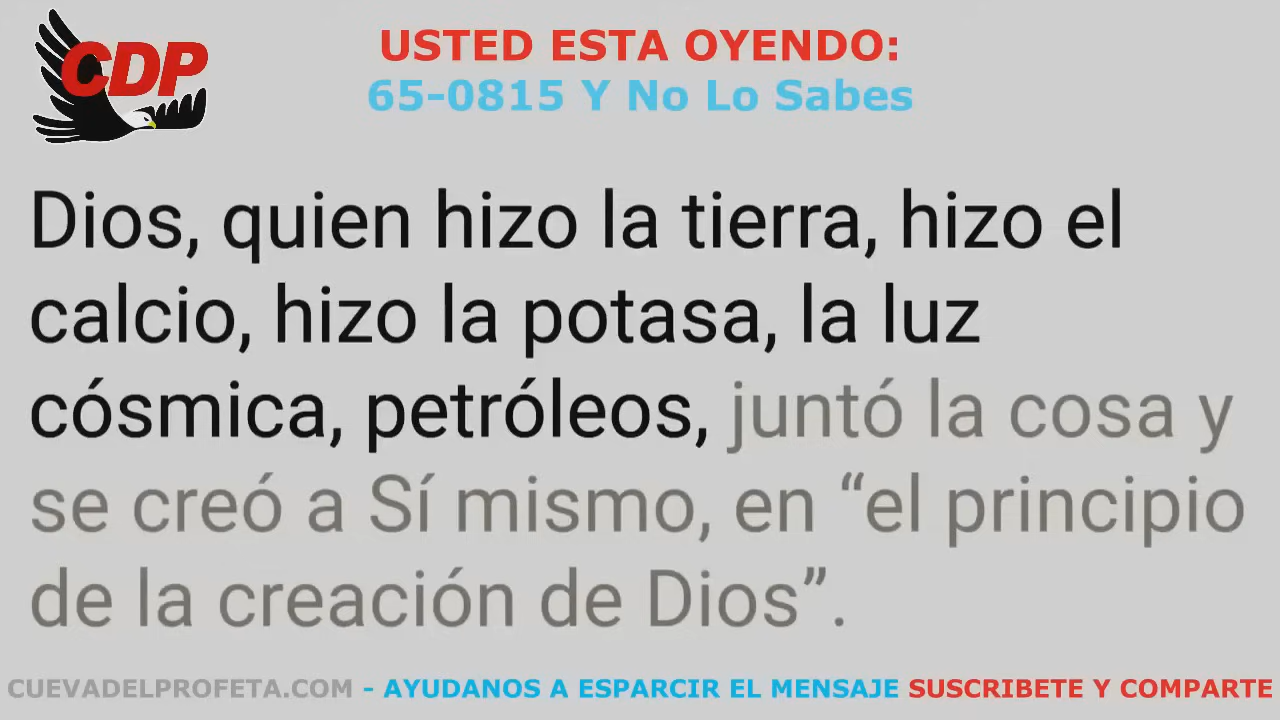 CDP
USTED ESTA OYENDO:
65-0815 Y No Lo Sabes
Dios, quien hizo la tierra, hizo el
calcio, hizo la potasa, la luz
cósmica, petróleos, juntó la cosa y
se creó a Sí mismo, en “el principio
de la creación de Dios”.
CUEVADELPROFETA.COM - AYUDANOS A ESPARCIR EL MENSAJE SUSCRIBETE Y COMPARTE